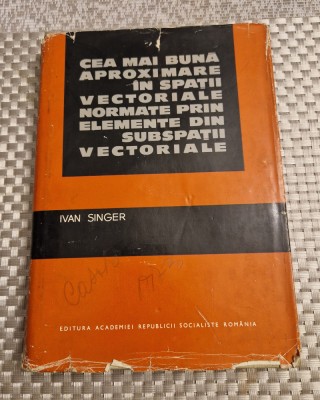 CEA MAI BUNĂ
APROXIMARE
ÎN SPAȚII
VECTORIALE
NORMATE PRIN
ELEMENTE DIN
SUBSPAȚII
VECTORIALE
IVAN SINGER
EDITURA ACADEMIEI REPUBLICII SOCIALISTE ROMÂNIA